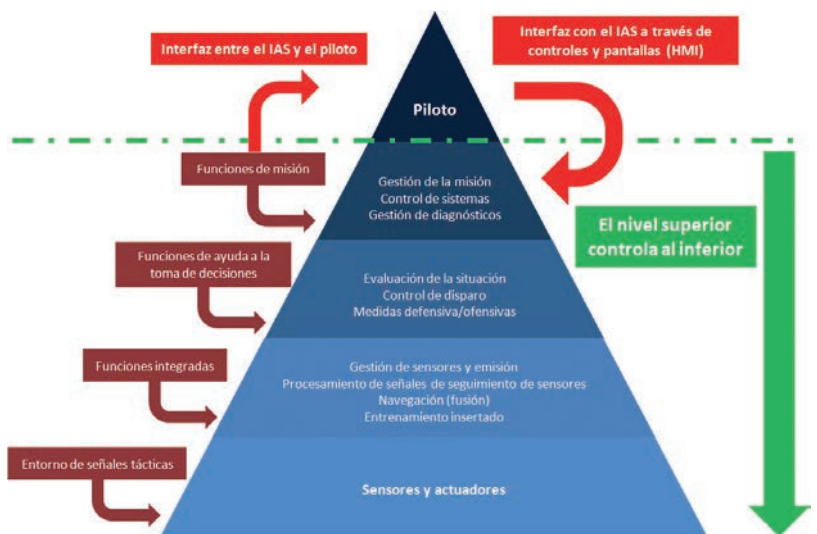 Interfaz entre el IAS y el piloto
Interfaz con el IAS a través de
controles y pantallas (HMI)
Piloto
Funciones de misión
Gestión de la misión
Control de sistemas
Gestión de diagnósticos
El nivel superior
controla al inferior
Funciones de ayuda a la
toma de decisiones
Evaluación de la situación
Control de disparo
Medidas defensiva/ofensivas
Funciones integradas
Gestión de sensores y emisión
Procesamiento de señales de seguimiento de sensores
Navegación (fusión)
Entrenamiento insertado
Entorno de señales tácticas
Sensores y actuadores